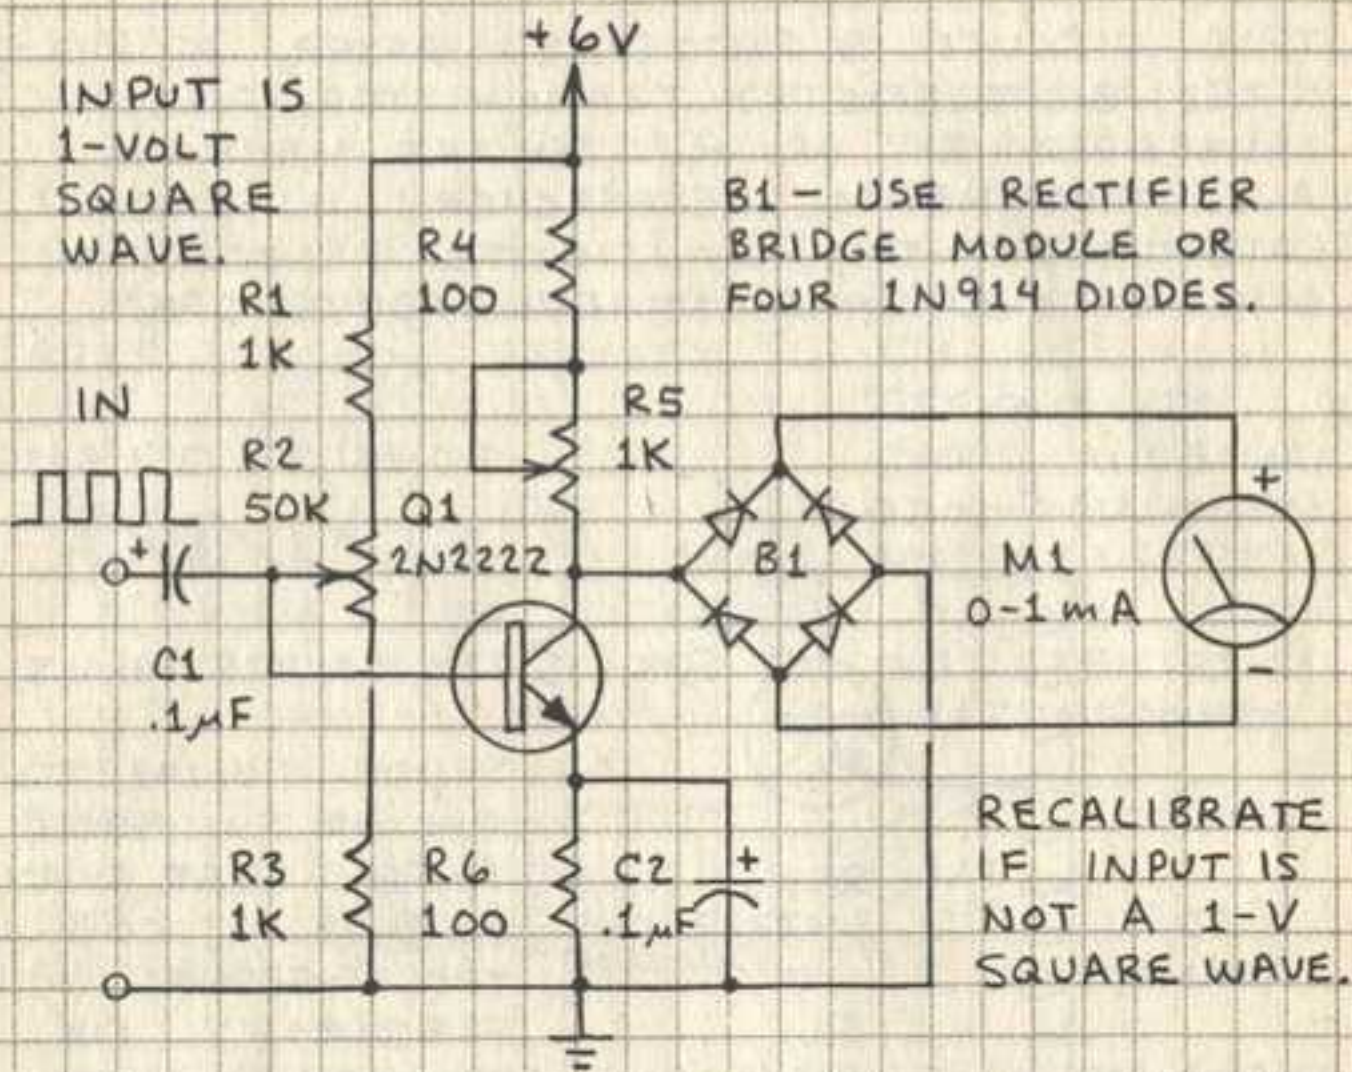 +6V
INPUT IS
1-VOLT
SQUARE
WAVE.
B1 - USE RECTIFIER
BRIDGE MODULE OR
FOUR 1N914 DIODES.
R4
100
R1
1K
IN
R5
1K
R2
50K
Q1
2N2222
+
B1
M1
0-1mA
+
-
C1
.1µF
R3
1K
R6
100
C2
.1µF
+
RECALIBRATE
IF INPUT IS
NOT A 1-V
SQUARE WAVE.